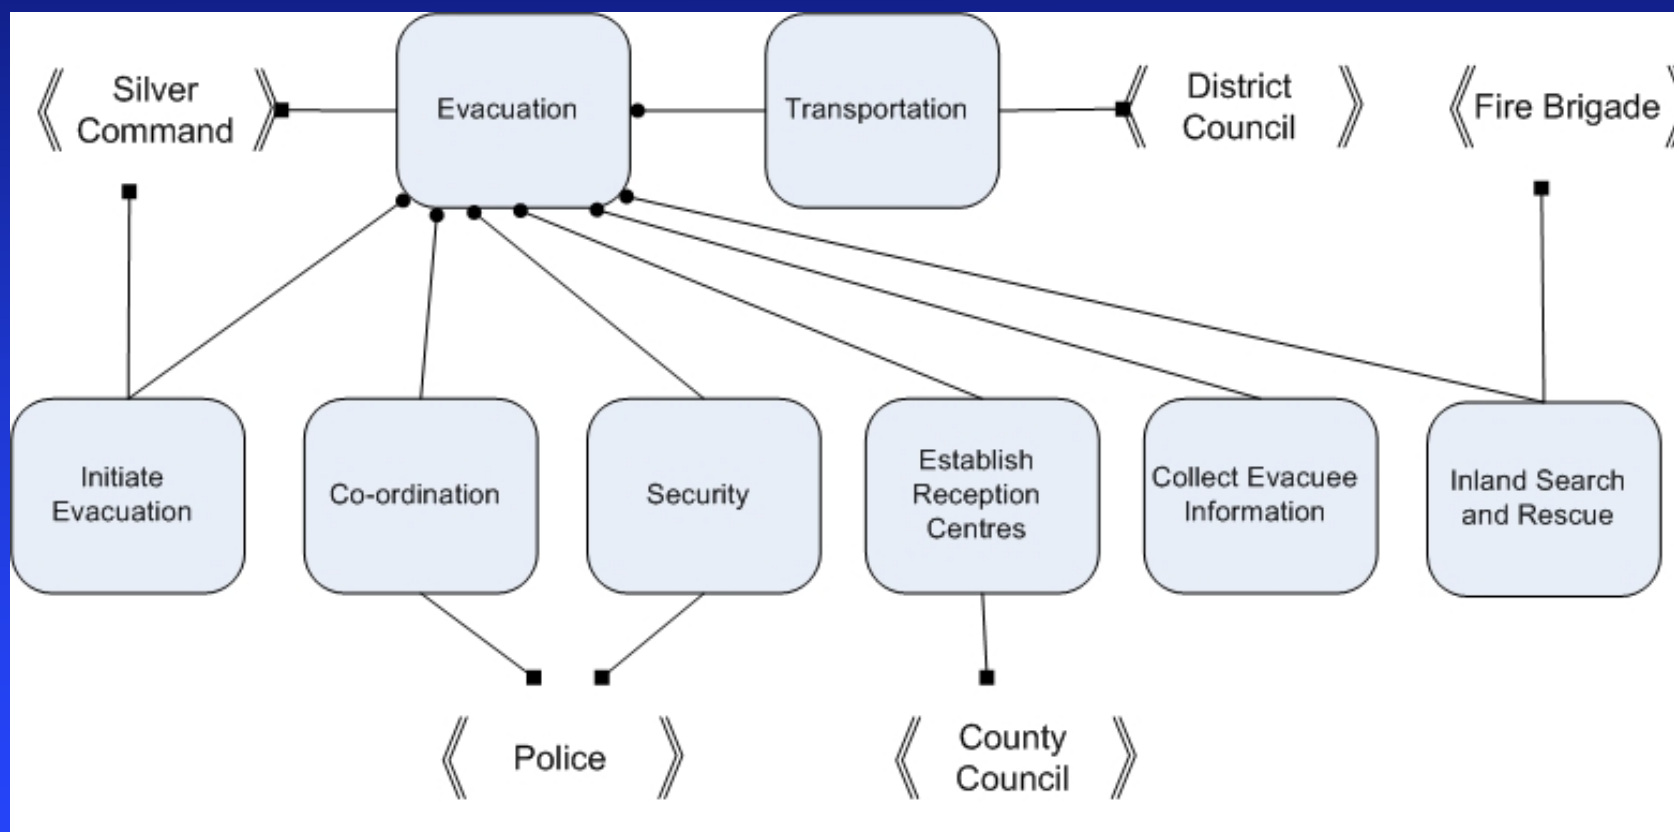 Silver
Command
Evacuation
Transportation
District
Council
Fire Brigade
Initiate
Evacuation
Co-ordination
Security
Establish
Reception
Centres
Collect Evacuee
Information
Inland Search
and Rescue
Police
County
Council